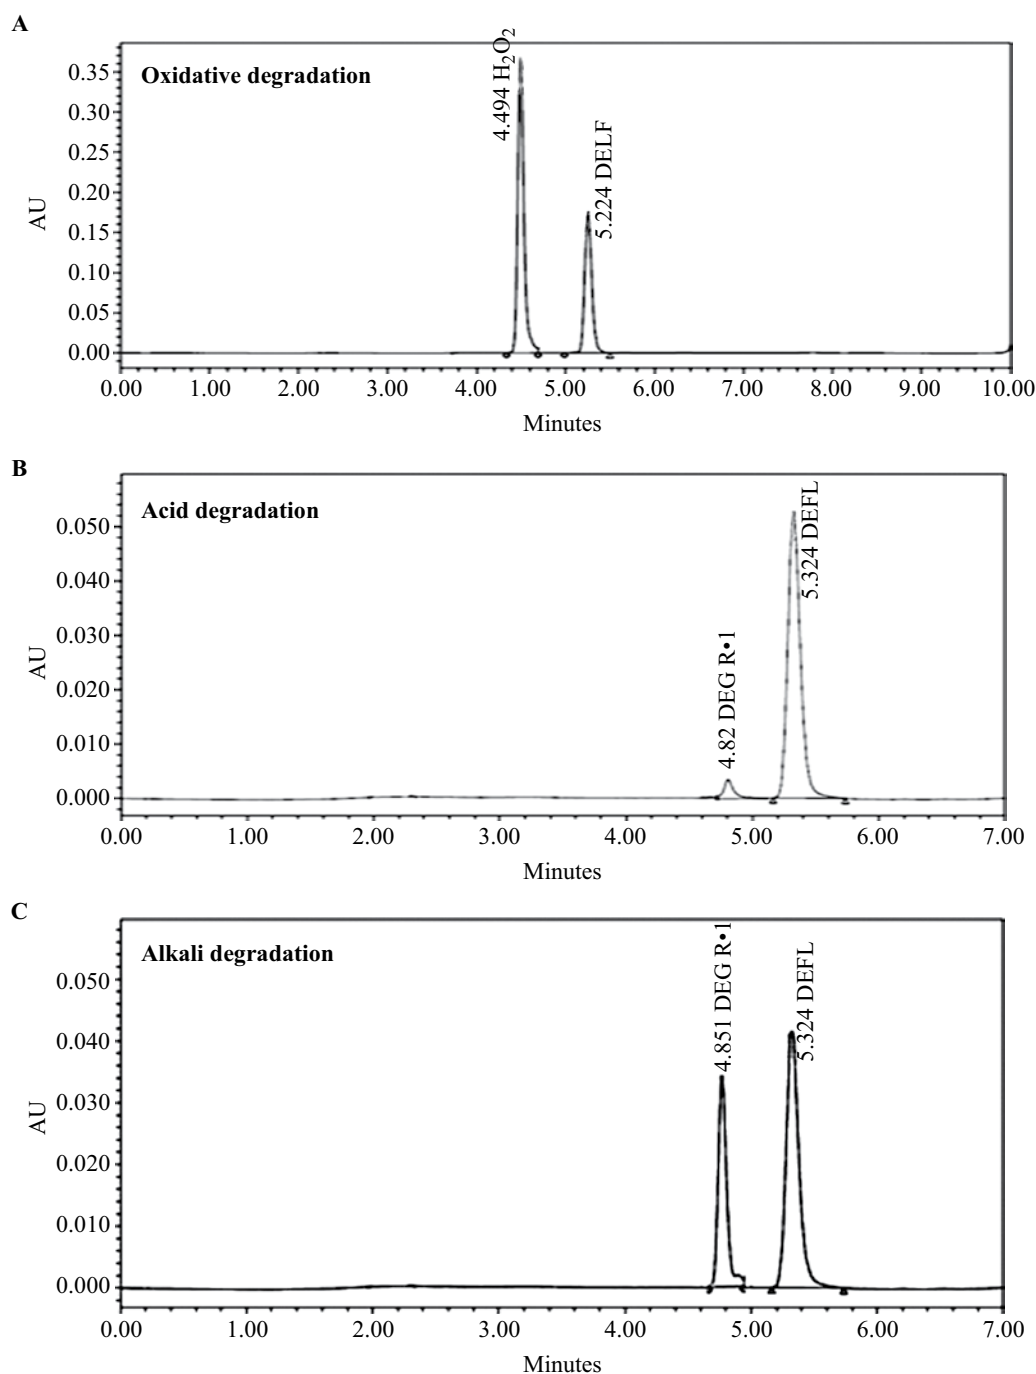 A
Oxidative degradation
4.494 H₂O₂
5.224 DELF
0.35
0.30
0.25
0.20
0.15
0.10
0.05
0.00
AU
0.00 1.00 2.00 3.00 4.00 5.00 6.00 7.00 8.00 9.00 10.00
Minutes
B
Acid degradation
4.82 DEG R•1
5.324 DEFL
0.050
0.040
0.030
0.020
0.010
0.000
AU
0.00 1.00 2.00 3.00 4.00 5.00 6.00 7.00
Minutes
C
Alkali degradation
4.851 DEG R•1
5.324 DEFL
0.050
0.040
0.030
0.020
0.010
0.000
AU
0.00 1.00 2.00 3.00 4.00 5.00 6.00 7.00
Minutes